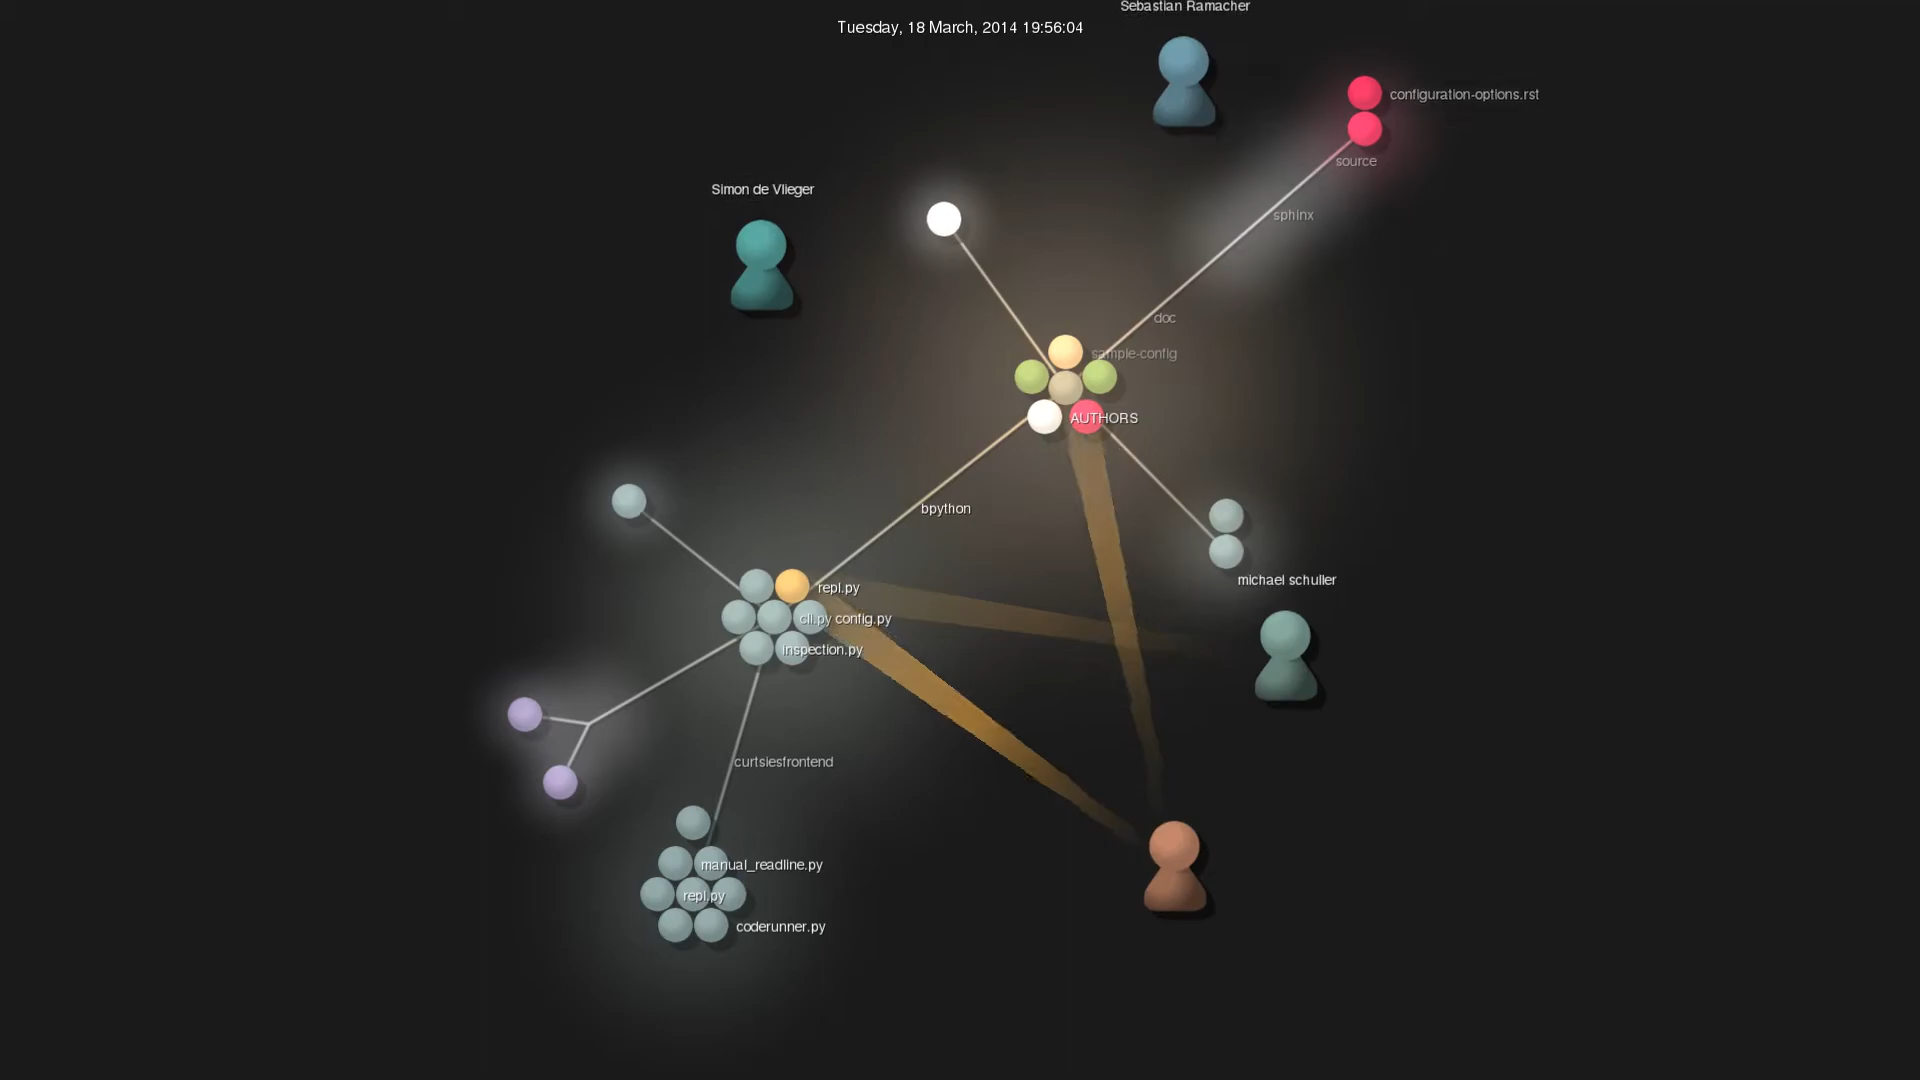 Sebastian Ramacher
Tuesday, 18 March, 2014 19:56:04
configuration-options.rst
source
Simon de Vlieger
sphinx
doc
sample-config
AUTHORS
bpython
michael schuller
repl.py
cli.py config.py
inspection.py
curtsiesfrontend
manual_readline.py
repl.py
coderunner.py